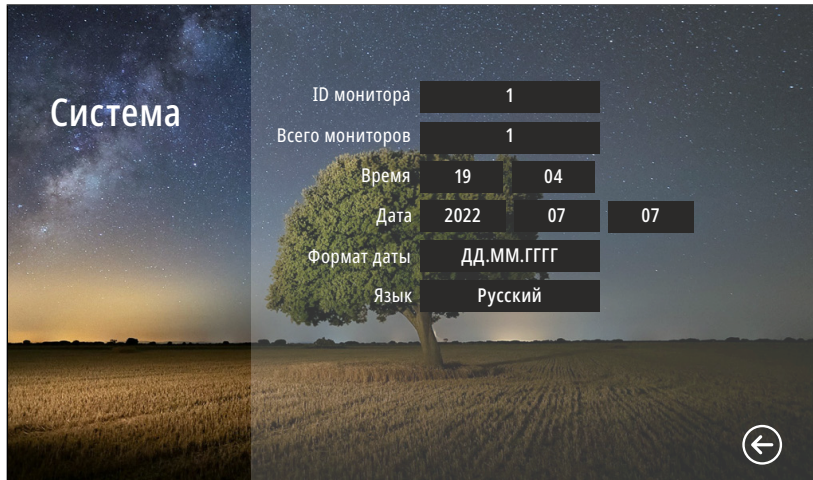 Система
ID монитора 1
Всего мониторов 1
Время 19 04
Дата 2022 07 07
Формат даты ДД.ММ.ГГГГ
Язык Русский